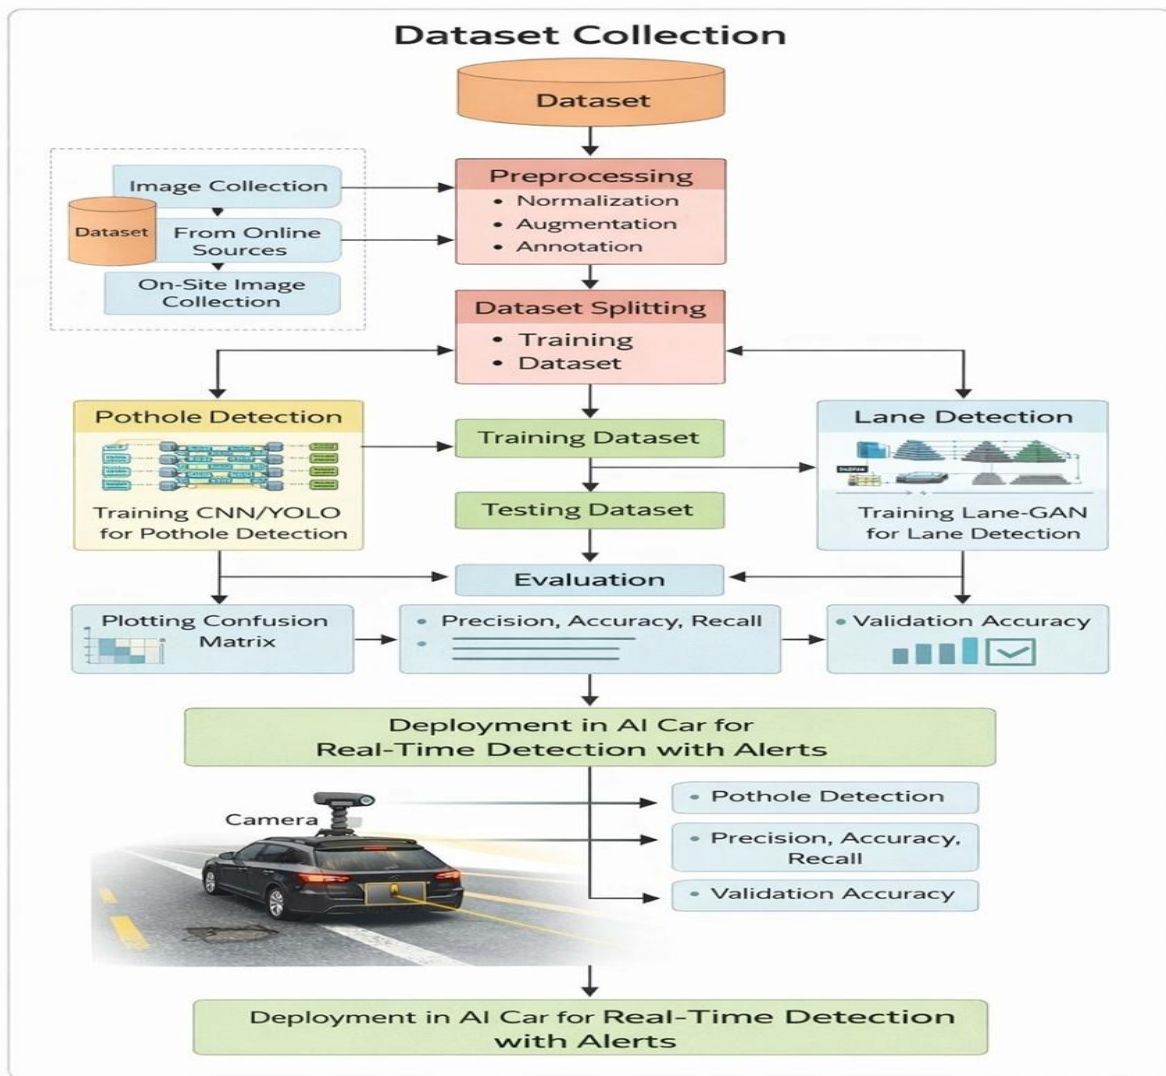 Dataset Collection
Dataset
Image Collection
Dataset
From Online
Sources
On-Site Image
Collection
Preprocessing
• Normalization
• Augmentation
• Annotation
Dataset Splitting
• Training
• Dataset
Pothole Detection
Training CNN/YOLO
for Pothole Detection
Training Dataset
Testing Dataset
Lane Detection
Training Lane-GAN
for Lane Detection
Evaluation
Plotting Confusion
Matrix
• Precision, Accuracy, Recall
• Validation Accuracy
Deployment in AI Car for
Real-Time Detection with Alerts
Camera
• Pothole Detection
• Precision, Accuracy,
Recall
• Validation Accuracy
Deployment in AI Car for Real-Time Detection
with Alerts